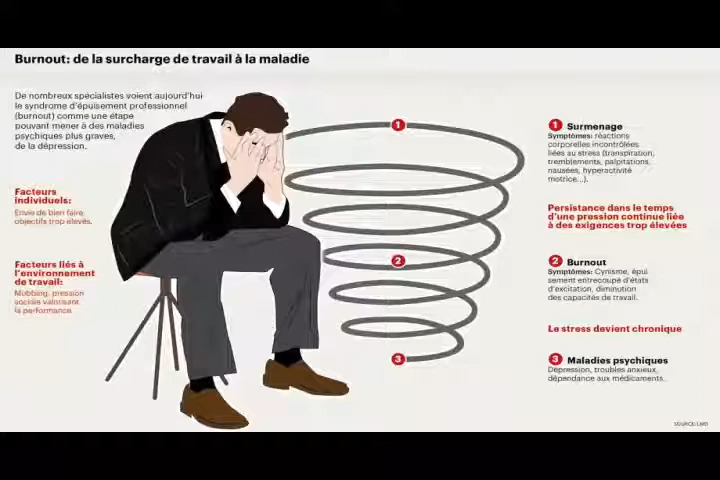 Burnout: de la surcharge de travail à la maladie
De nombreux spécialistes voient aujourd'hui
le syndrome d'épuisement professionnel
(burnout) comme une étape
pouvant mener à des maladies
psychiques plus graves,
de la dépression.
Facteurs
individuels:
Envie de bien faire
objectifs trop élevés.
Facteurs liés à
l'environnement
de travail:
Mobbing, pression
sociale valorisant
la performance
1
2
3
1 Surmenage
Symptômes: réactions
corporelles incontrôlées
liées au stress (transpiration,
tremblements, palpitations,
nausées, hyperactivité
motrice...).
Persistance dans le temps
d'une pression continue liée
à des exigences trop élevées
2 Burnout
Symptômes: Cynisme, épui
sement entrecoupé d'états
d'excitation, diminution
des capacités de travail.
Le stress devient chronique
3 Maladies psychiques
Dépression, troubles anxieux,
dépendance aux médicaments.